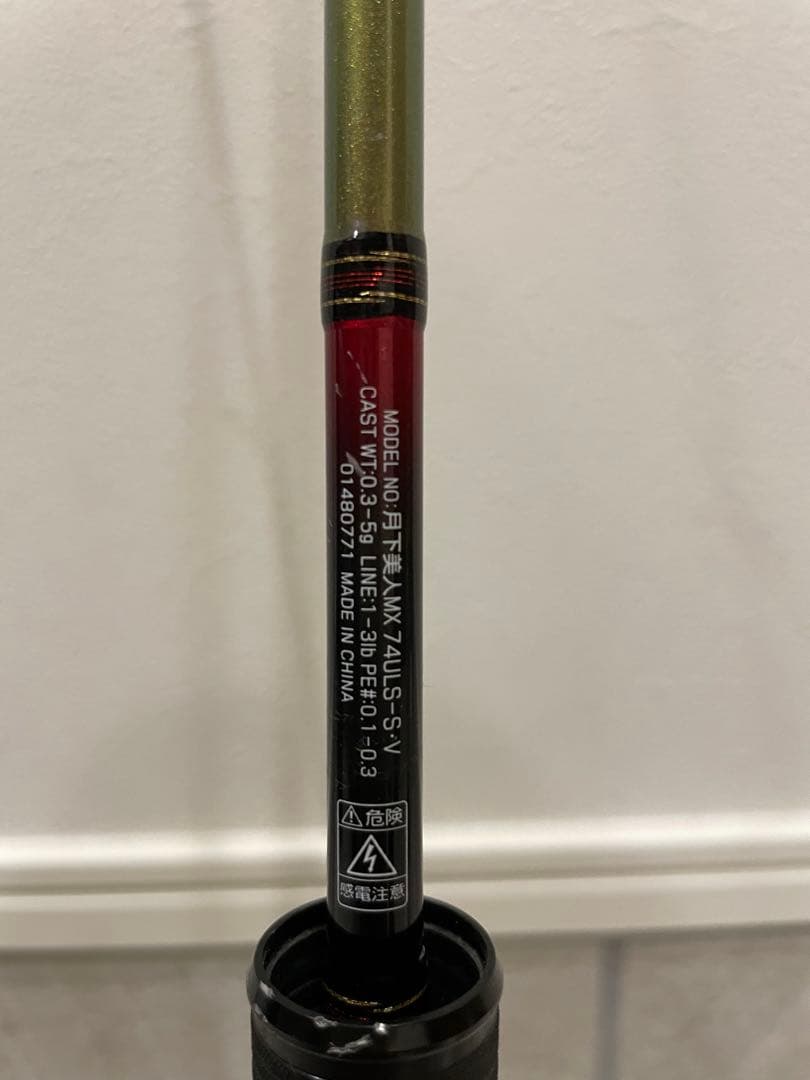 MODEL NO:月下美人MX 74ULS-S・V
CAST WT:0.3-5g LINE:1-3lb PE#:0.1-0.3
01480771 MADE IN CHINA
危険
感電注意